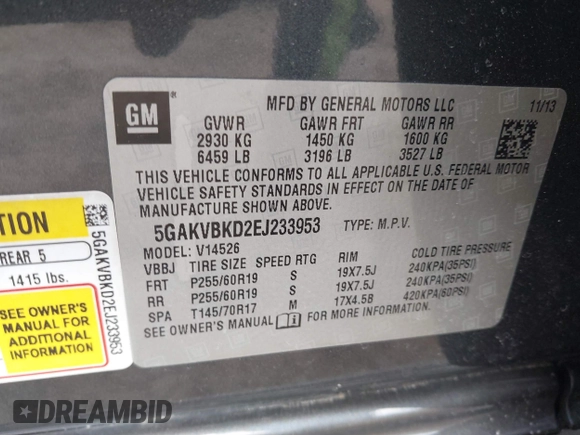 GM®
MFD BY GENERAL MOTORS LLC 11/13
GVWR GAWR FRT GAWR RR
2930 KG 1450 KG 1600 KG
6459 LB 3196 LB 3527 LB
THIS VEHICLE CONFORMS TO ALL APPLICABLE U.S. FEDERAL MOTOR
VEHICLE SAFETY STANDARDS IN EFFECT ON THE DATE OF
MANUFACTURE SHOWN ABOVE.
5GAKVBKD2EJ233953 TYPE: M.P.V.
MODEL: V14526
VBBJ TIRE SIZE SPEED RTG RIM COLD TIRE PRESSURE
FRT P255/60R19 S 19X7.5J 240KPA(35PSI)
RR P255/60R19 S 19X7.5J 240KPA(35PSI)
SPA T145/70R17 M 17X4.5B 420KPA(60PSI)
SEE OWNER'S MANUAL FOR MORE INFORMATION.
TION
REAR 5
1415 lbs.
SEE OWNER'S
MANUAL FOR
ADDITIONAL
INFORMATION
5GAKVBKD2EJ233953
DREAMBID